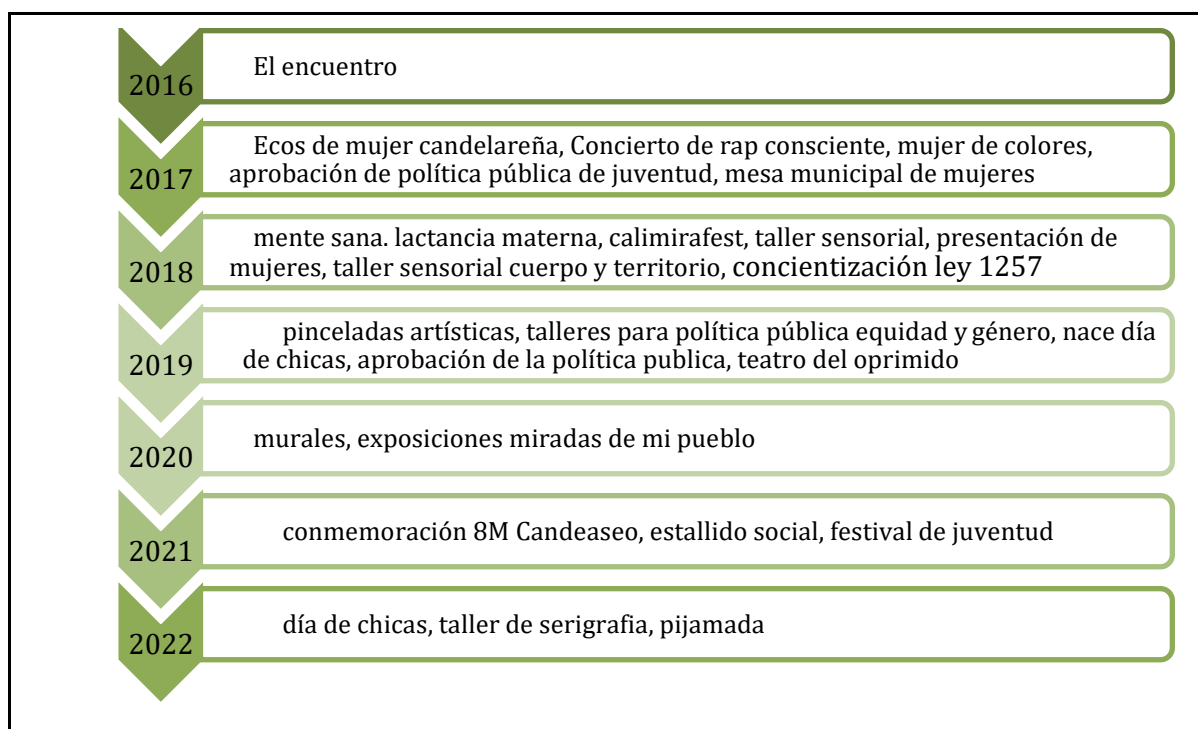 2016
El encuentro
2017
Ecos de mujer candelareña, Concierto de rap consciente, mujer de colores,
aprobación de política pública de juventud, mesa municipal de mujeres
2018
mente sana. lactancia materna, calimirafest, taller sensorial, presentación de
mujeres, taller sensorial cuerpo y territorio, concientización ley 1257
2019
pinceladas artísticas, talleres para política pública equidad y género, nace día
de chicas, aprobación de la política publica, teatro del oprimido
2020
murales, exposiciones miradas de mi pueblo
2021
conmemoración 8M Candeaseo, estallido social, festival de juventud
2022
día de chicas, taller de serigrafia, pijamada